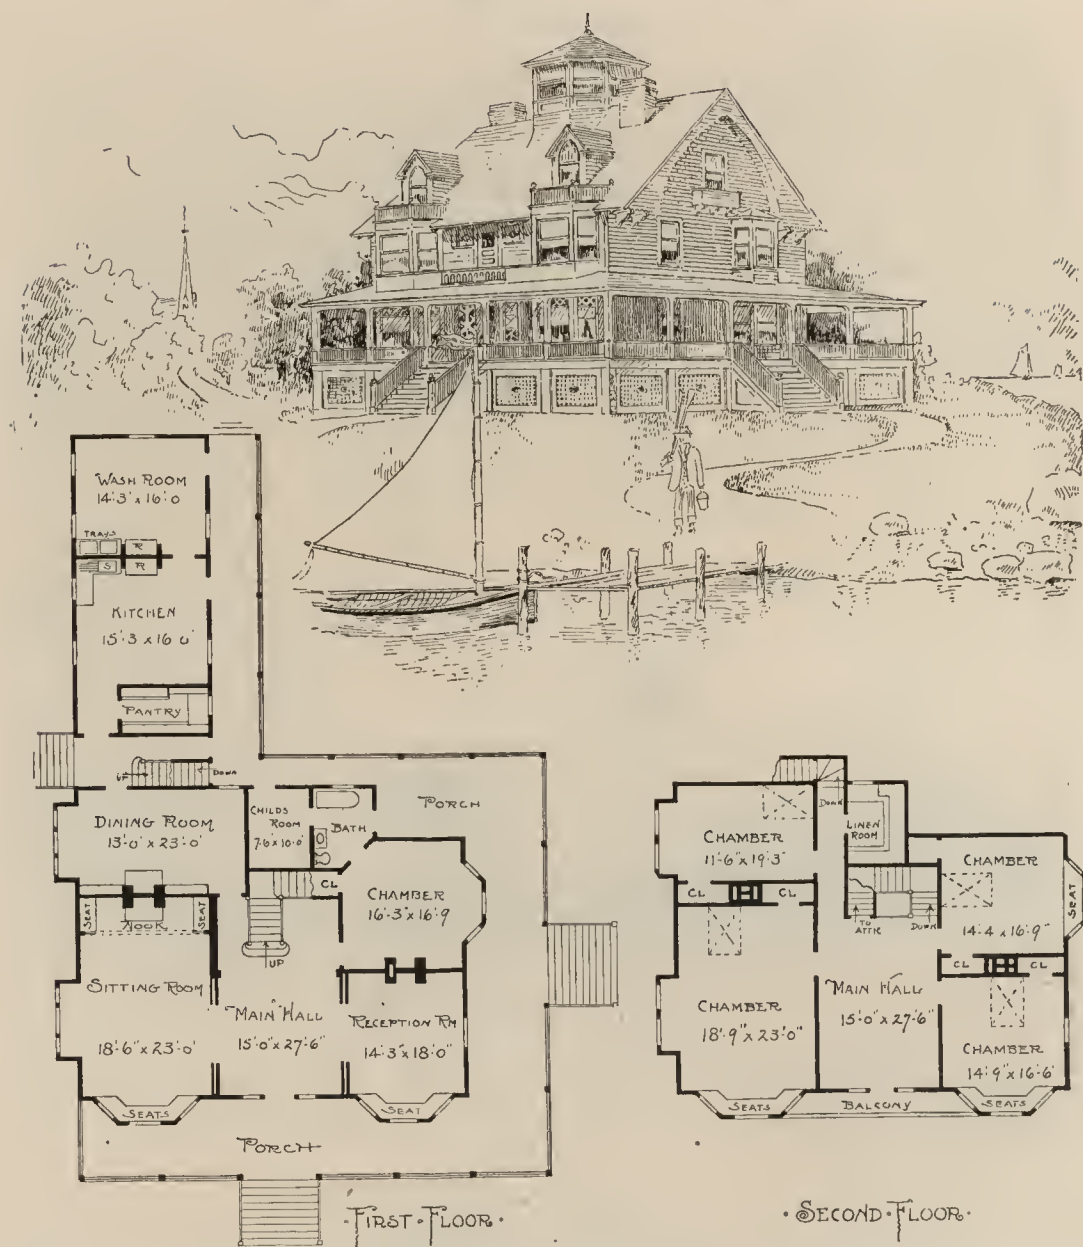 WASH ROOM
14'·3" x 16'·0
TRAYS
R
S
R
KITCHEN
15'·3 x 16 0'
PANTRY
UP
DOWN
DINING ROOM
13'·0" x 23'·0"
CHILDS
ROOM
7·6 x 10·0"
BATH
PORCH
CL
CHAMBER
16'·3" x 16'·9
SEAT
NOOK
SEAT
UP
SITTING ROOM
18'·6" x 23'·0"
MAIN HALL
15'·0" x 27'·6"
RECEPTION RM
14'·3" x 18'·0"
SEATS
SEAT
PORCH
·FIRST·FLOOR·
CHAMBER
11'·6" x 19'·3"
DOWN
LINEN
ROOM
CL
CL
TO
ATTIC
DOWN
CHAMBER
14'·4 x 16'·9"
SEAT
CL
CL
CHAMBER
18'·9" x 23'·0"
MAIN HALL
15'·0" x 27'·6"
CHAMBER
14'·9" x 16'·6"
SEATS
BALCONY
SEATS
·SECOND·FLOOR·